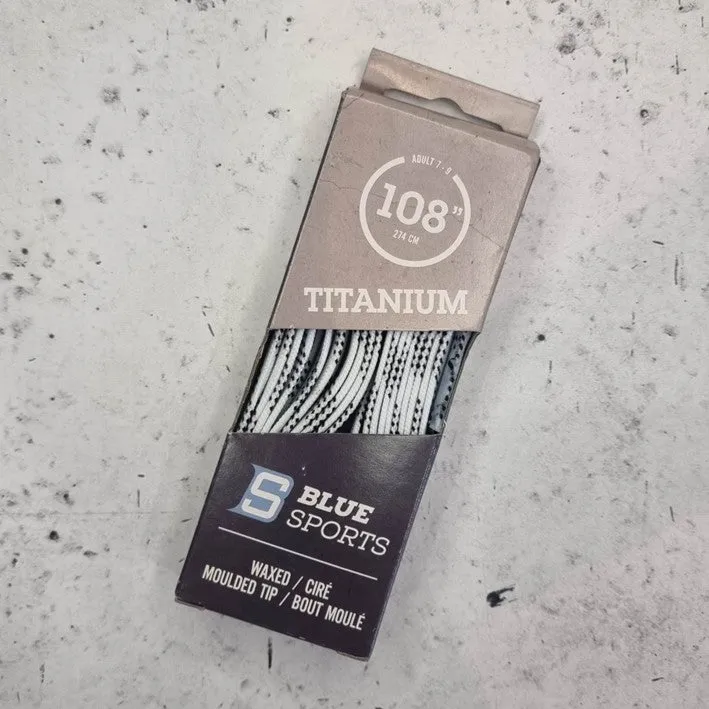 ADULT 7 - 9
108"
274 CM
TITANIUM
S
BLUE
SPORTS
WAXED / CIRÉ
MOULDED TIP / BOUT MOULÉ